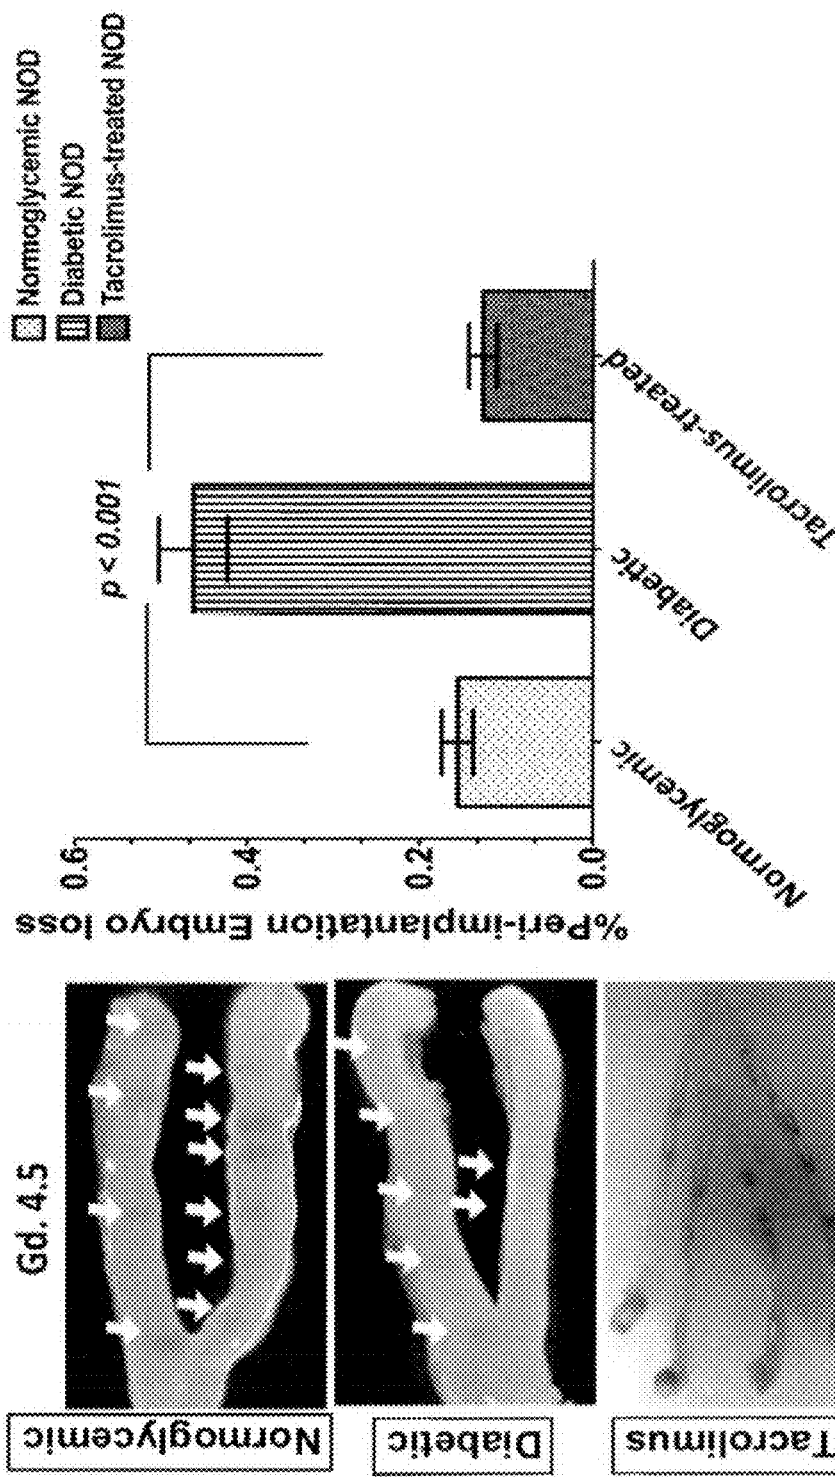 Gd. 4.5
Normoglycemic
Diabetic
Tacrolimus
%Peri-implantation Embryo loss
0.6
0.4
0.2
0.0
p < 0.001
Normoglycemic
Diabetic
Tacrolimus-treated
Normoglycemic NOD
Diabetic NOD
Tacrolimus-treated NOD